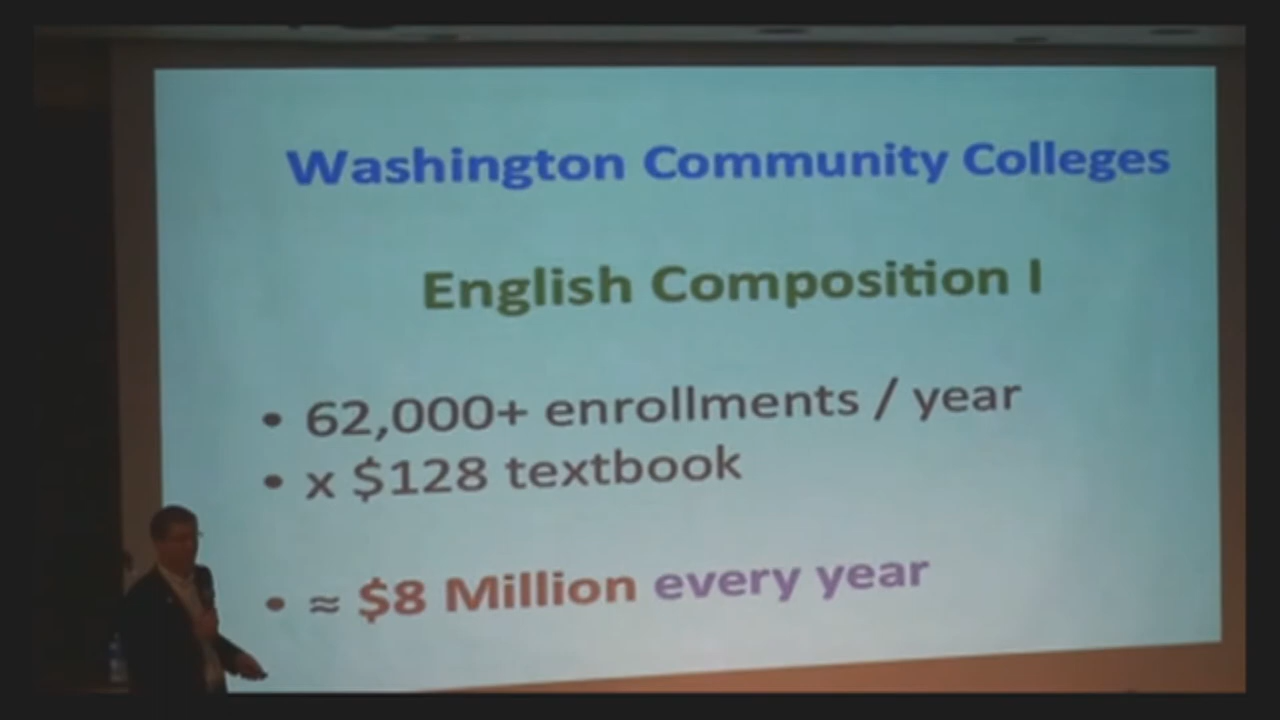 Washington Community Colleges
English Composition I
• 62,000+ enrollments / year
• x $128 textbook
• ≈ $8 Million every year